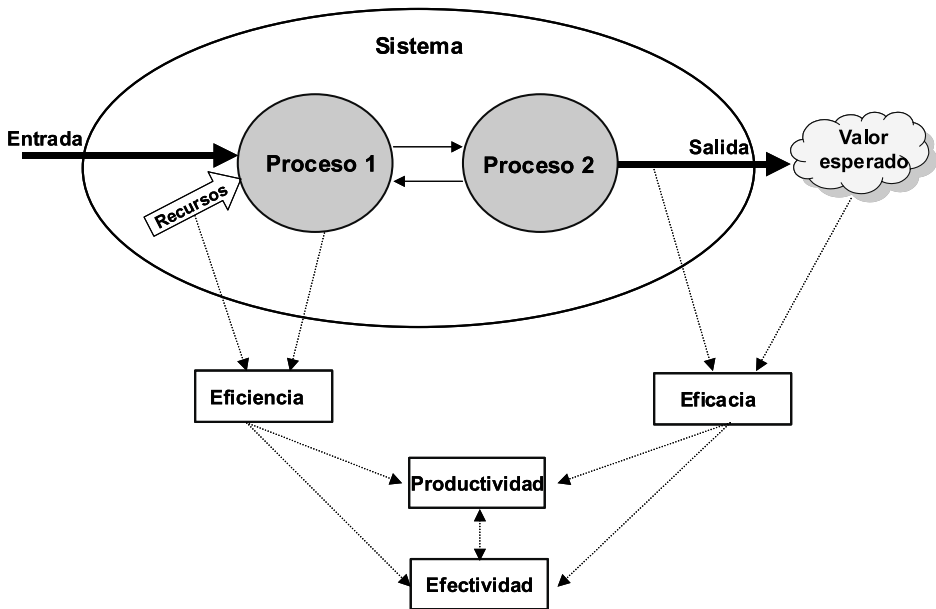 Sistema
Entrada
Proceso 1
Proceso 2
Salida
Valor
esperado
Recursos
Eficiencia
Eficacia
Productividad
Efectividad